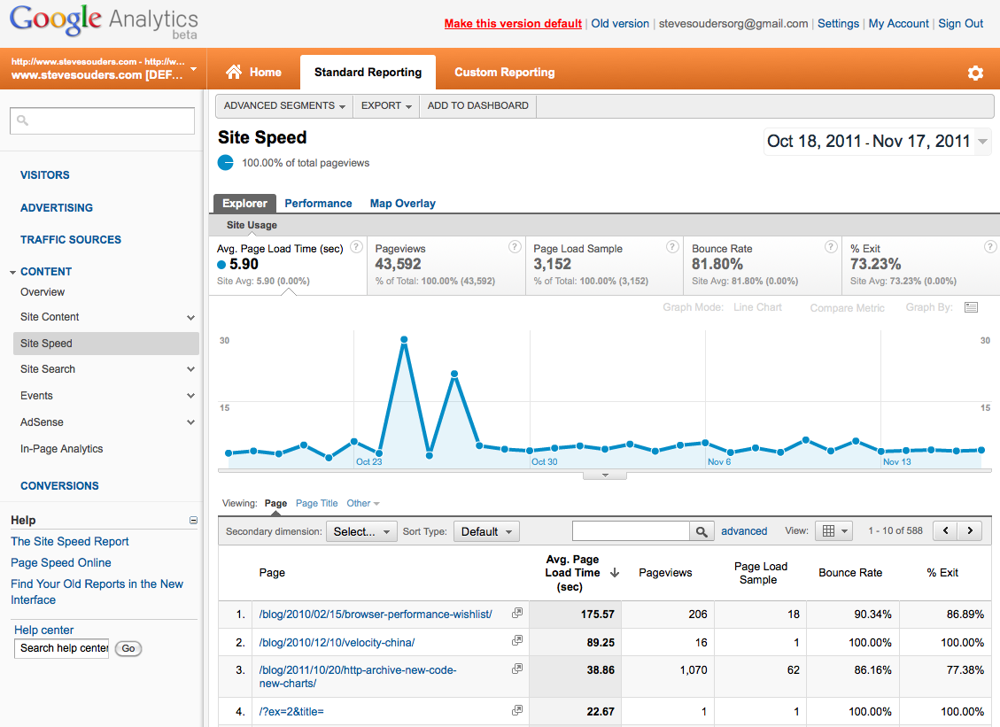 Google Analytics
beta
Make this version default | Old version | stevesoudersorg@gmail.com | Settings | My Account | Sign Out
http://www.stevesouders.com - http://w...
www.stevesouders.com [DEF...
Home
Standard Reporting
Custom Reporting
ADVANCED SEGMENTS
EXPORT
ADD TO DASHBOARD
VISITORS
ADVERTISING
TRAFFIC SOURCES
CONTENT
Overview
Site Content
Site Speed
Site Search
Events
AdSense
In-Page Analytics
CONVERSIONS
Help
The Site Speed Report
Page Speed Online
Find Your Old Reports in the New
Interface
Help center
Search help center
Go
Site Speed
Oct 18, 2011 - Nov 17, 2011
100.00% of total pageviews
Explorer
Performance
Map Overlay
Site Usage
Avg. Page Load Time (sec) ?
5.90
Site Avg: 5.90 (0.00%)
Pageviews ?
43,592
% of Total: 100.00% (43,592)
Page Load Sample ?
3,152
% of Total: 100.00% (3,152)
Bounce Rate ?
81.80%
Site Avg: 81.80% (0.00%)
% Exit ?
73.23%
Site Avg: 73.23% (0.00%)
Graph Mode: Line Chart Compare Metric Graph By:
30 30
15 15
Oct 23 Oct 30 Nov 6 Nov 13
Viewing: Page Page Title Other
Secondary dimension: Select... Sort Type: Default advanced View: 1 - 10 of 588
Page
Avg. Page
Load Time
(sec)
Pageviews
Page Load
Sample
Bounce Rate
% Exit
1. /blog/2010/02/15/browser-performance-wishlist/ 175.57 206 18 90.34% 86.89%
2. /blog/2010/12/10/velocity-china/ 89.25 16 1 100.00% 100.00%
3. /blog/2011/10/20/http-archive-new-code- 38.86 1,070 62 86.16% 77.38%
new-charts/
4. /?ex=2&title= 22.67 1 1 100.00% 100.00%